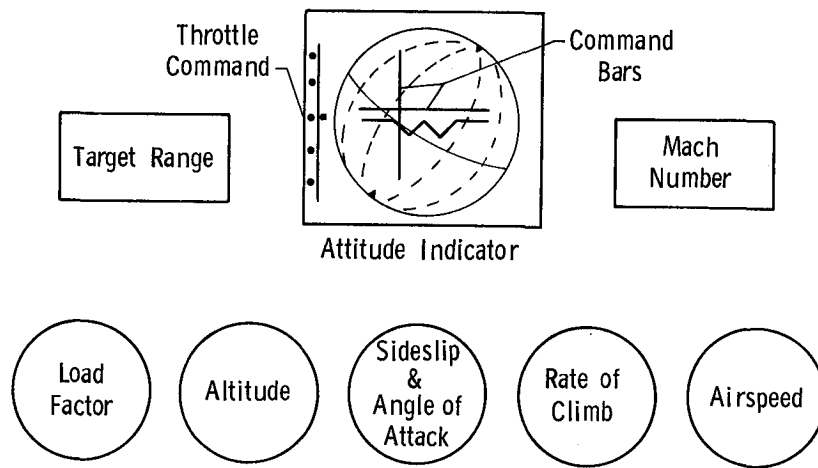 Throttle
Command
Command
Bars
Target Range
Mach
Number
Attitude Indicator
Load
Factor
Altitude
Sideslip
&
Angle of
Attack
Rate of
Climb
Airspeed